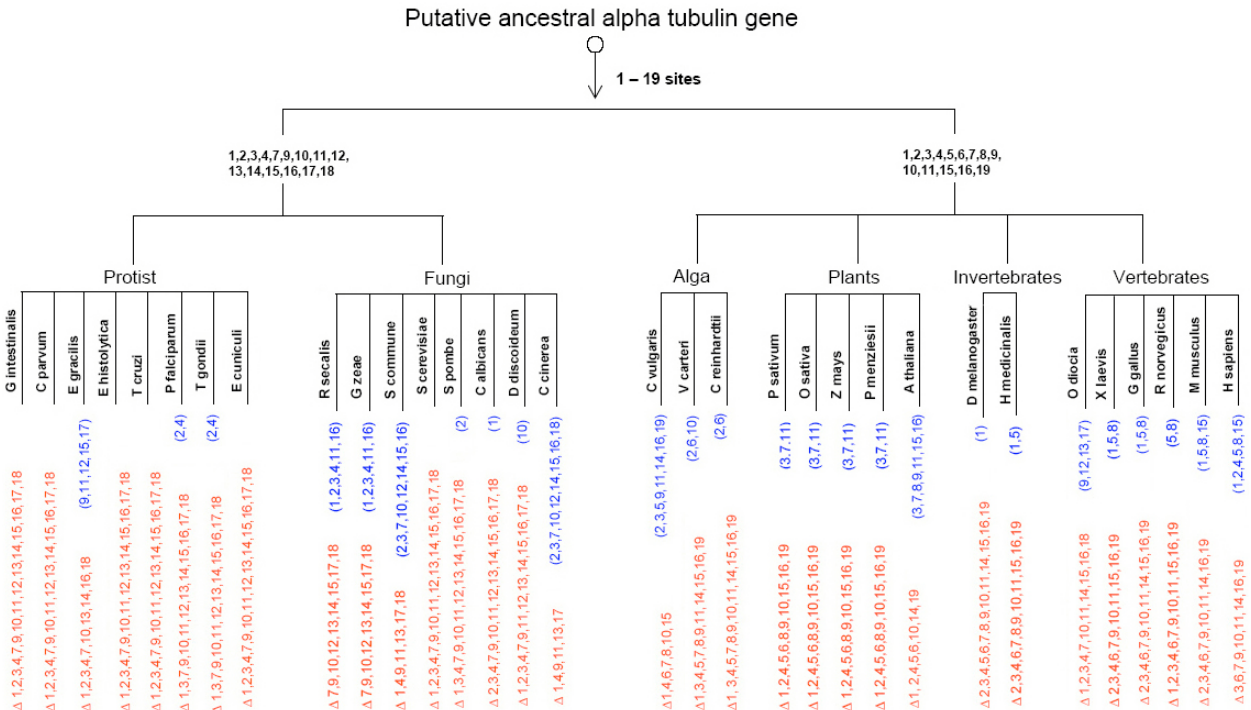 Putative ancestral alpha tubulin gene
1 – 19 sites
1,2,3,4,7,9,10,11,12,
13,14,15,16,17,18
1,2,3,4,5,6,7,8,9,
10,11,15,16,19
Protist
Fungi
Alga
Plants
Invertebrates
Vertebrates
G intestinalis
C parvum
E gracilis
E histolytica
T cruzi
P falciparum
T gondii
E cuniculi
R secalis
G zeae
S commune
S cerevisiae
S pombe
C albicans
D discoideum
C cinerea
C vulgaris
V carteri
C reinhardtii
P sativum
O sativa
Z mays
P menziesii
A thaliana
D melanogaster
H medicinalis
O diocia
X laevis
G gallus
R norvegicus
M musculus
H sapiens
(9,11,12,15,17)
(2,4)
(2,4)
(1,2,3,4,11,16)
(1,2,3,4,11,16)
(2,3,7,10,12,14,15,16)
(2)
(1)
(10)
(2,3,7,10,12,14,15,16,18)
(2,3,5,9,11,14,16,19)
(2,6,10)
(2,6)
(3,7,11)
(3,7,11)
(3,7,11)
(3,7,11)
(3,7,8,9,11,15,16)
(1)
(1,5)
(9,12,13,17)
(1,5,8)
(1,5,8)
(5,8)
(1,5,8,15)
(1,2,4,5,8,15)
Δ 1,2,3,4,7,9,10,11,12,13,14,15,16,17,18
Δ 1,2,3,4,7,9,10,11,12,13,14,15,16,17,18
Δ 1,2,3,4,7,10,13,14,16,18
Δ 1,2,3,4,7,9,10,11,12,13,14,15,16,17,18
Δ 1,2,3,4,7,9,10,11,12,13,14,15,16,17,18
Δ 1,3,7,9,10,11,12,13,14,15,16,17,18
Δ 1,3,7,9,10,11,12,13,14,15,16,17,18
Δ 1,2,3,4,7,9,10,11,12,13,14,15,16,17,18
Δ 7,9,10,12,13,14,15,17,18
Δ 7,9,10,12,13,14,15,17,18
Δ 1,4,9,11,13,17,18
Δ 1,2,3,4,7,9,10,11,12,13,14,15,16,17,18
Δ 1,3,4,7,9,10,11,12,13,14,15,16,17,18
Δ 2,3,4,7,9,10,11,12,13,14,15,16,17,18
Δ 1,2,3,4,7,9,11,12,13,14,15,16,17,18
Δ 1,4,9,11,13,17
Δ1,4,6,7,8,10,15
Δ1,3,4,5,7,8,9,11,14,15,16,19
Δ1, 3,4,5,7,8,9,10,11,14,15,16,19
Δ 1,2,4,5,6,8,9,10,15,16,19
Δ 1,2,4,5,6,8,9,10,15,16,19
Δ 1,2,4,5,6,8,9,10,15,16,19
Δ 1,2,4,5,6,8,9,10,15,16,19
Δ1, 2,4,5,6,10,14,19
Δ 2,3,4,5,6,7,8,9,10,11,14,15,16,19
Δ 2,3,4,6,7,8,9,10,11,15,16,19
Δ 1,2,3,4,7,10,11,14,15,16,18
Δ 2,3,4,6,7,9,10,11,15,16,19
Δ 2,3,4,6,7,9,10,11,14,15,16,19
Δ 1,2,3,4,6,7,9,10,11,15,16,19
Δ 2,3,4,6,7,9,10,11,14,16,19
Δ 3,6,7,9,10,11,14,16,19